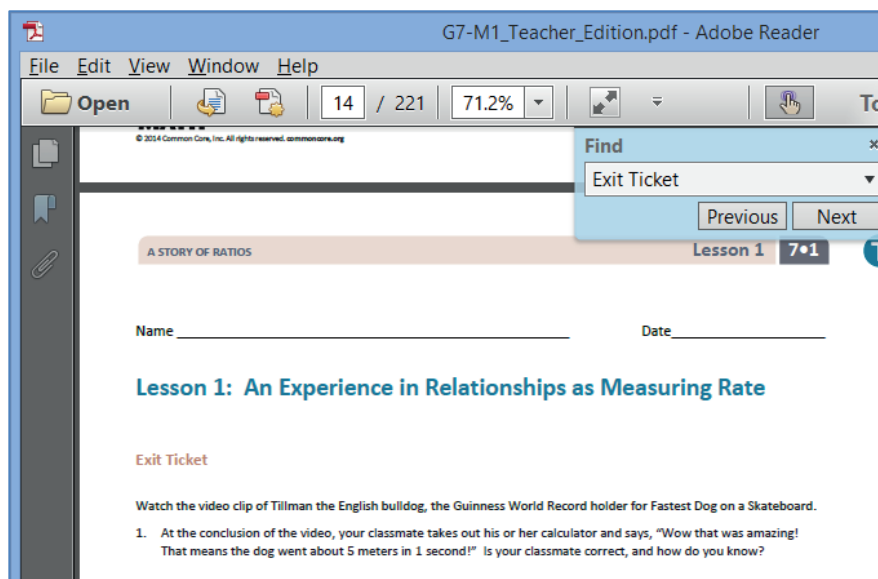 G7-M1_Teacher_Edition.pdf - Adobe Reader
File Edit View Window Help
Open 14 / 221 71.2%
© 2014 Common Core, Inc. All rights reserved. commoncore.org
Find
Exit Ticket
Previous Next
A STORY OF RATIOS Lesson 1 7•1
Name Date
Lesson 1: An Experience in Relationships as Measuring Rate
Exit Ticket
Watch the video clip of Tillman the English bulldog, the Guinness World Record holder for Fastest Dog on a Skateboard.
1. At the conclusion of the video, your classmate takes out his or her calculator and says, “Wow that was amazing!
That means the dog went about 5 meters in 1 second!” Is your classmate correct, and how do you know?